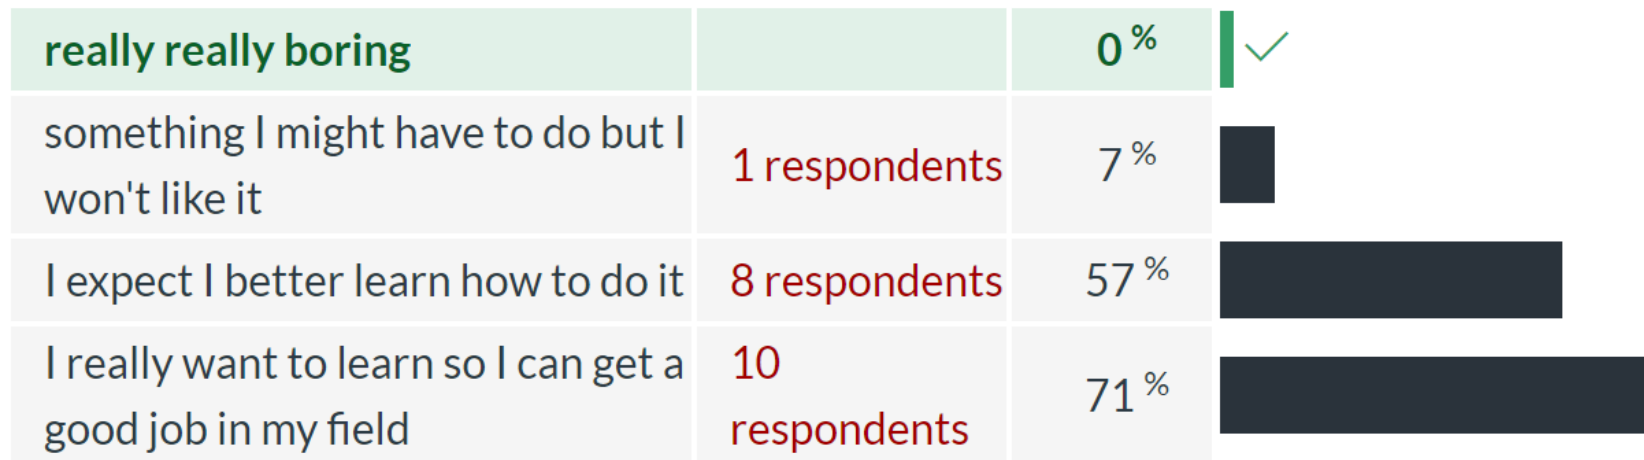 really really boring 0 %
something I might have to do but I
won't like it
1 respondents 7 %
I expect I better learn how to do it 8 respondents 57 %
I really want to learn so I can get a
good job in my field
10
respondents
71 %